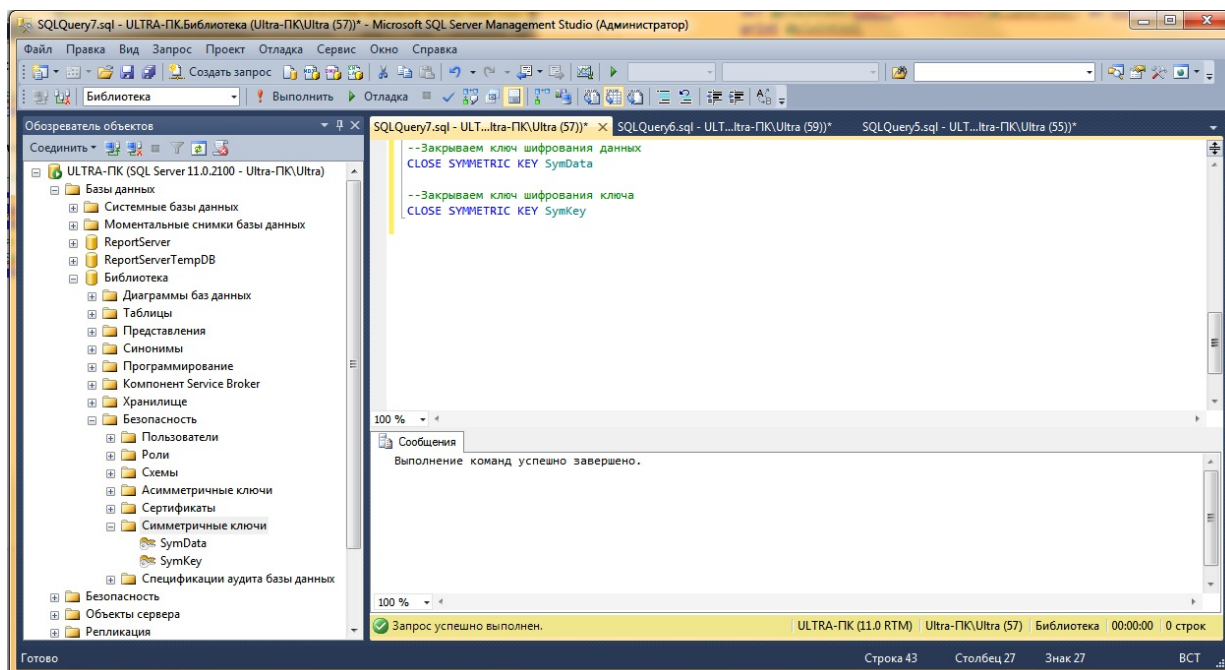 SQLQuery7.sql - ULTRA-ПК.Библиотека (Ultra-ПК\Ultra (57))* - Microsoft SQL Server Management Studio (Администратор)
Файл Правка Вид Запрос Проект Отладка Сервис Окно Справка
Создать запрос
Библиотека Выполнить Отладка
Обозреватель объектов
Соединить
ULTRA-ПК (SQL Server 11.0.2100 - Ultra-ПК\Ultra)
Базы данных
Системные базы данных
Моментальные снимки базы данных
ReportServer
ReportServerTempDB
Библиотека
Диаграммы баз данных
Таблицы
Представления
Синонимы
Программирование
Компонент Service Broker
Хранилище
Безопасность
Пользователи
Роли
Схемы
Асимметричные ключи
Сертификаты
Симметричные ключи
SymData
SymKey
Спецификации аудита базы данных
Безопасность
Объекты сервера
Репликация
SQLQuery7.sql - ULT...ltra-ПК\Ultra (57))* SQLQuery6.sql - ULT...ltra-ПК\Ultra (59))* SQLQuery5.sql - ULT...ltra-ПК\Ultra (55))*
--Закрываем ключ шифрования данных
CLOSE SYMMETRIC KEY SymData
--Закрываем ключ шифрования ключа
CLOSE SYMMETRIC KEY SymKey
100 %
Сообщения
Выполнение команд успешно завершено.
100 %
Запрос успешно выполнен. ULTRA-ПК (11.0 RTM) Ultra-ПК\Ultra (57) Библиотека 00:00:00 0 строк
Готово Строка 43 Столбец 27 Знак 27 ВСТ